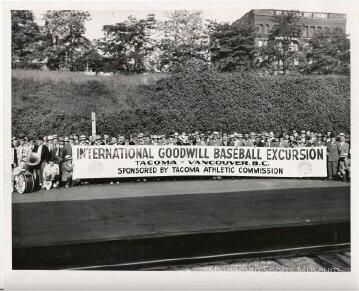 INTERNATIONAL GOODWILL BASEBALL EXCURSION
TACOMA - VANCOUVER, B.C.
SPONSORED BY TACOMA ATHLETIC COMMISSION